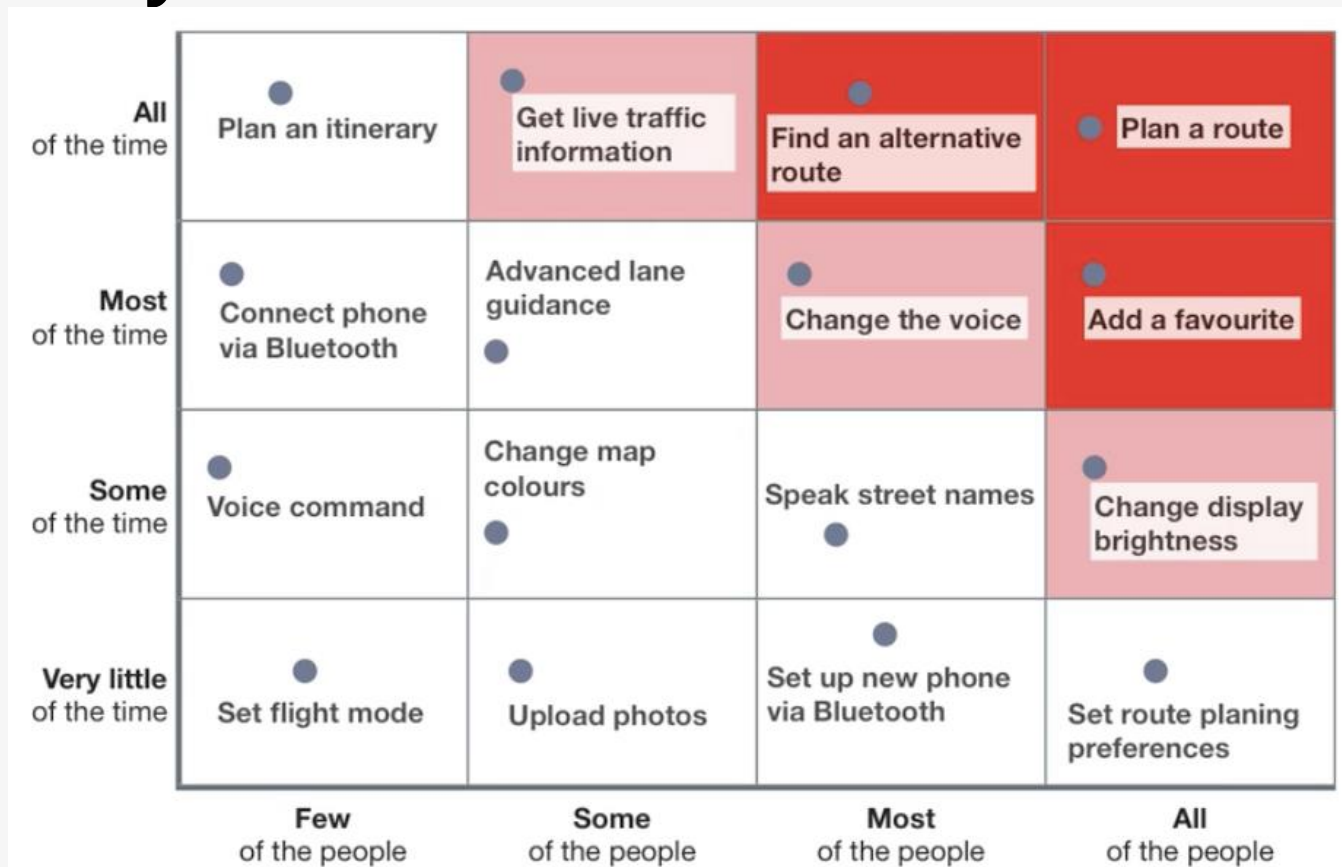 All
of the time
Plan an itinerary
Get live traffic
information
Find an alternative
route
Plan a route
Most
of the time
Connect phone
via Bluetooth
Advanced lane
guidance
Change the voice
Add a favourite
Some
of the time
Voice command
Change map
colours
Speak street names
Change display
brightness
Very little
of the time
Set flight mode
Upload photos
Set up new phone
via Bluetooth
Set route planing
preferences
Few
of the people
Some
of the people
Most
of the people
All
of the people